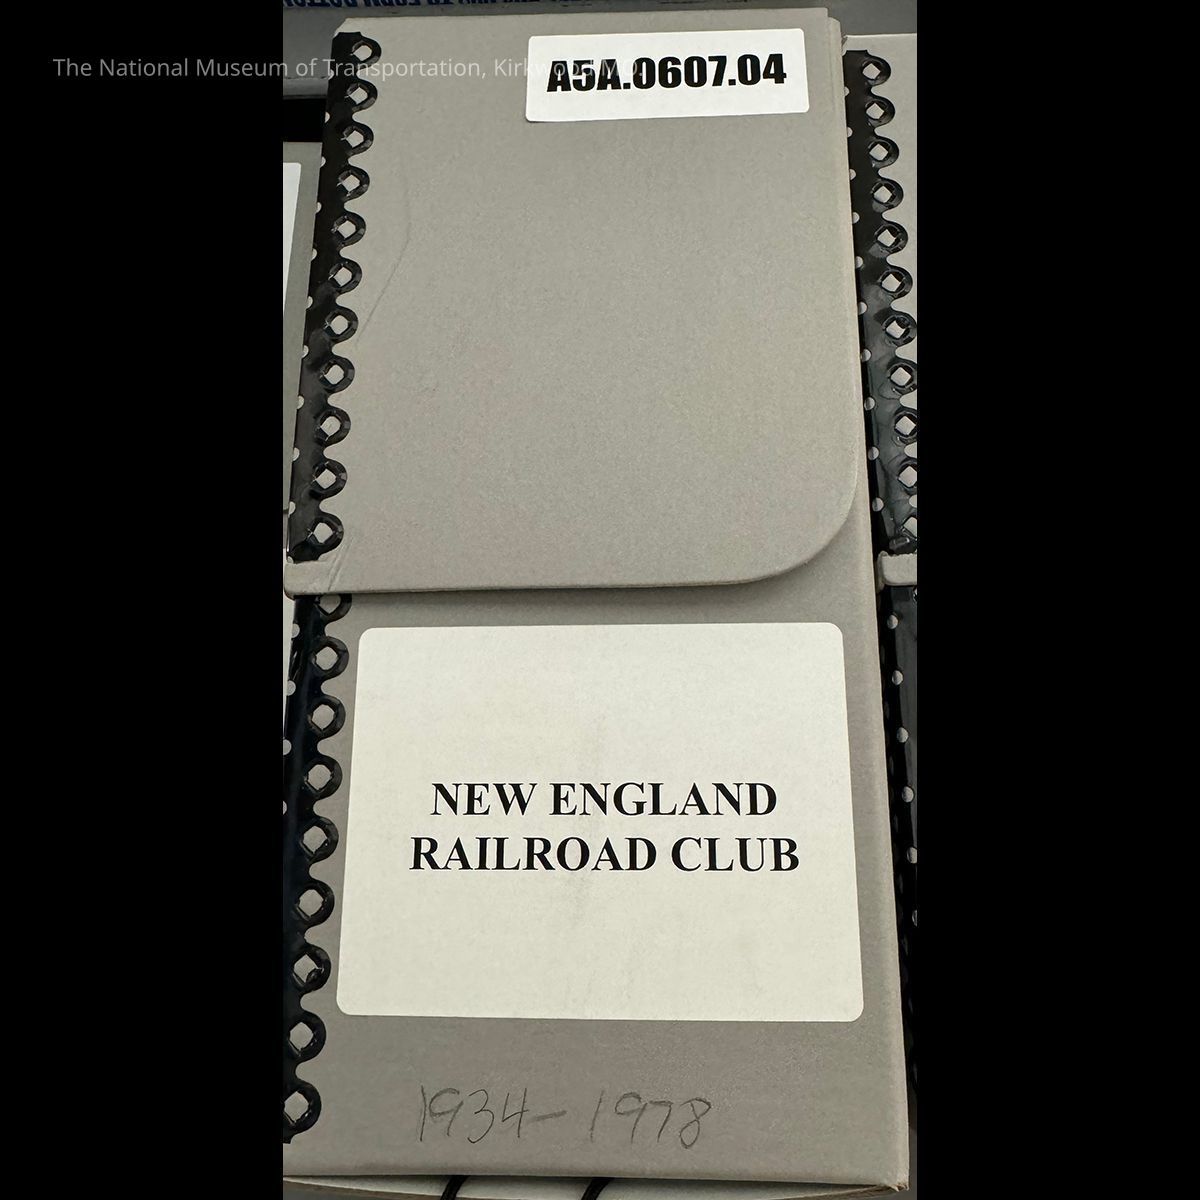 The National Museum of Transportation, Kirkwood MO.
A5A.0607.04
NEW ENGLAND
RAILROAD CLUB
1934-1978